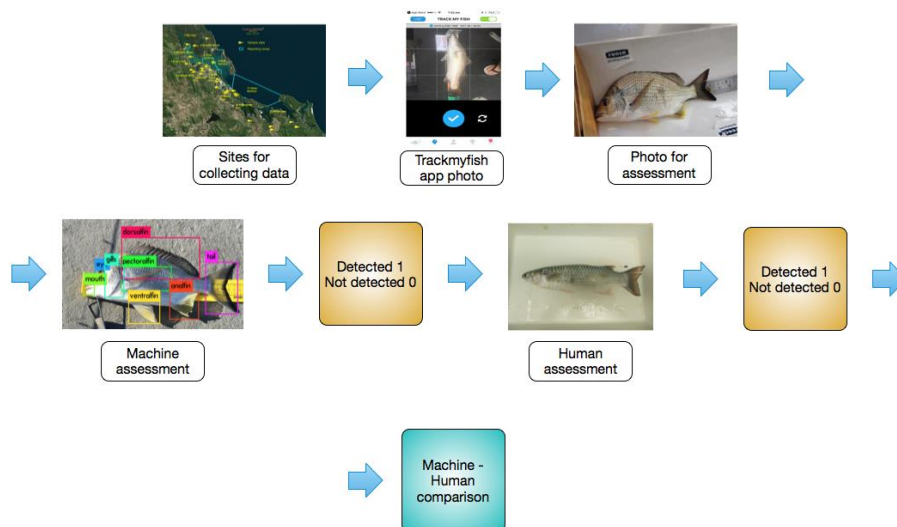 TRACK MY FISH
Sites for
collecting data
Trackmyfish
app photo
Photo for
assessment
dorsalfin
gills
pectoralfin
tail
mouth
ventralfin
analfin
Machine
assessment
Detected 1
Not detected 0
Human
assessment
Detected 1
Not detected 0
Machine -
Human
comparison